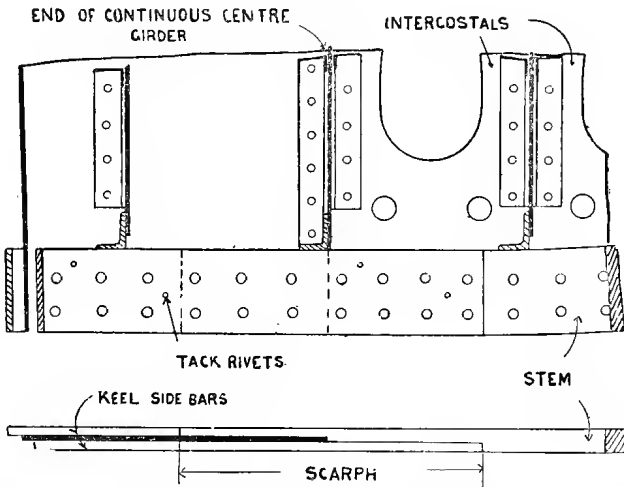 END OF CONTINUOUS CENTRE
GIRDER
INTERCOSTALS
TACK RIVETS.
STEM
KEEL SIDE BARS
SCARPH